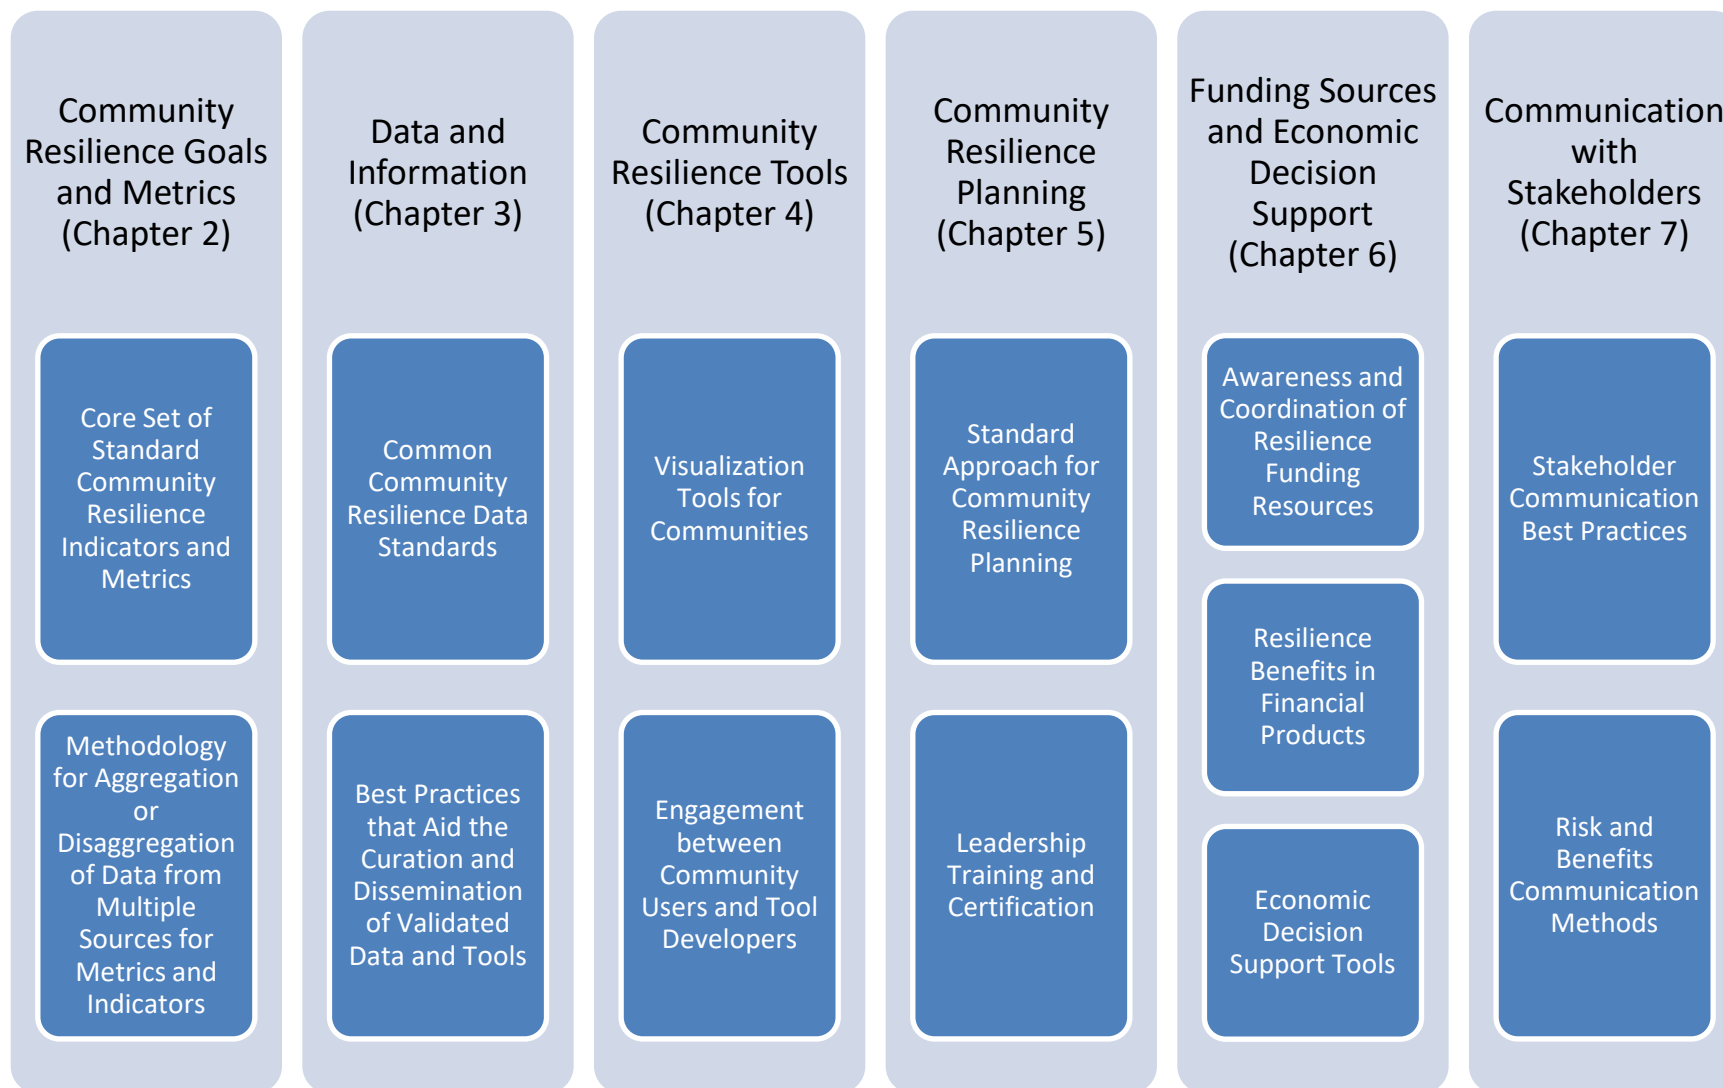 Community
Resilience Goals
and Metrics
(Chapter 2)
Core Set of
Standard
Community
Resilience
Indicators and
Metrics
Methodology
for Aggregation
or
Disaggregation
of Data from
Multiple
Sources for
Metrics and
Indicators
Data and
Information
(Chapter 3)
Common
Community
Resilience Data
Standards
Best Practices
that Aid the
Curation and
Dissemination
of Validated
Data and Tools
Community
Resilience Tools
(Chapter 4)
Visualization
Tools for
Communities
Engagement
between
Community
Users and Tool
Developers
Community
Resilience
Planning
(Chapter 5)
Standard
Approach for
Community
Resilience
Planning
Leadership
Training and
Certification
Funding Sources
and Economic
Decision
Support
(Chapter 6)
Awareness and
Coordination of
Resilience
Funding
Resources
Resilience
Benefits in
Financial
Products
Economic
Decision
Support Tools
Communication
with
Stakeholders
(Chapter 7)
Stakeholder
Communication
Best Practices
Risk and
Benefits
Communication
Methods